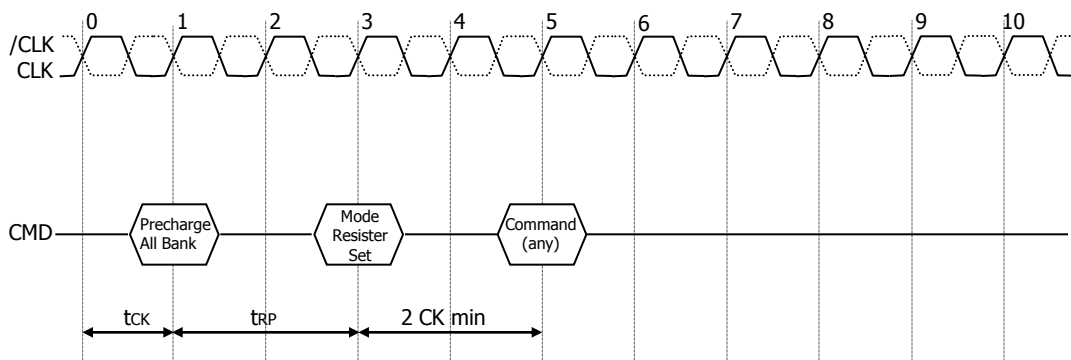 0 1 2 3 4 5 6 7 8 9 10
/CLK
CLK
CMD
Precharge
All Bank
Mode
Resister
Set
Command
(any)
tCK
tRP
2 CK min